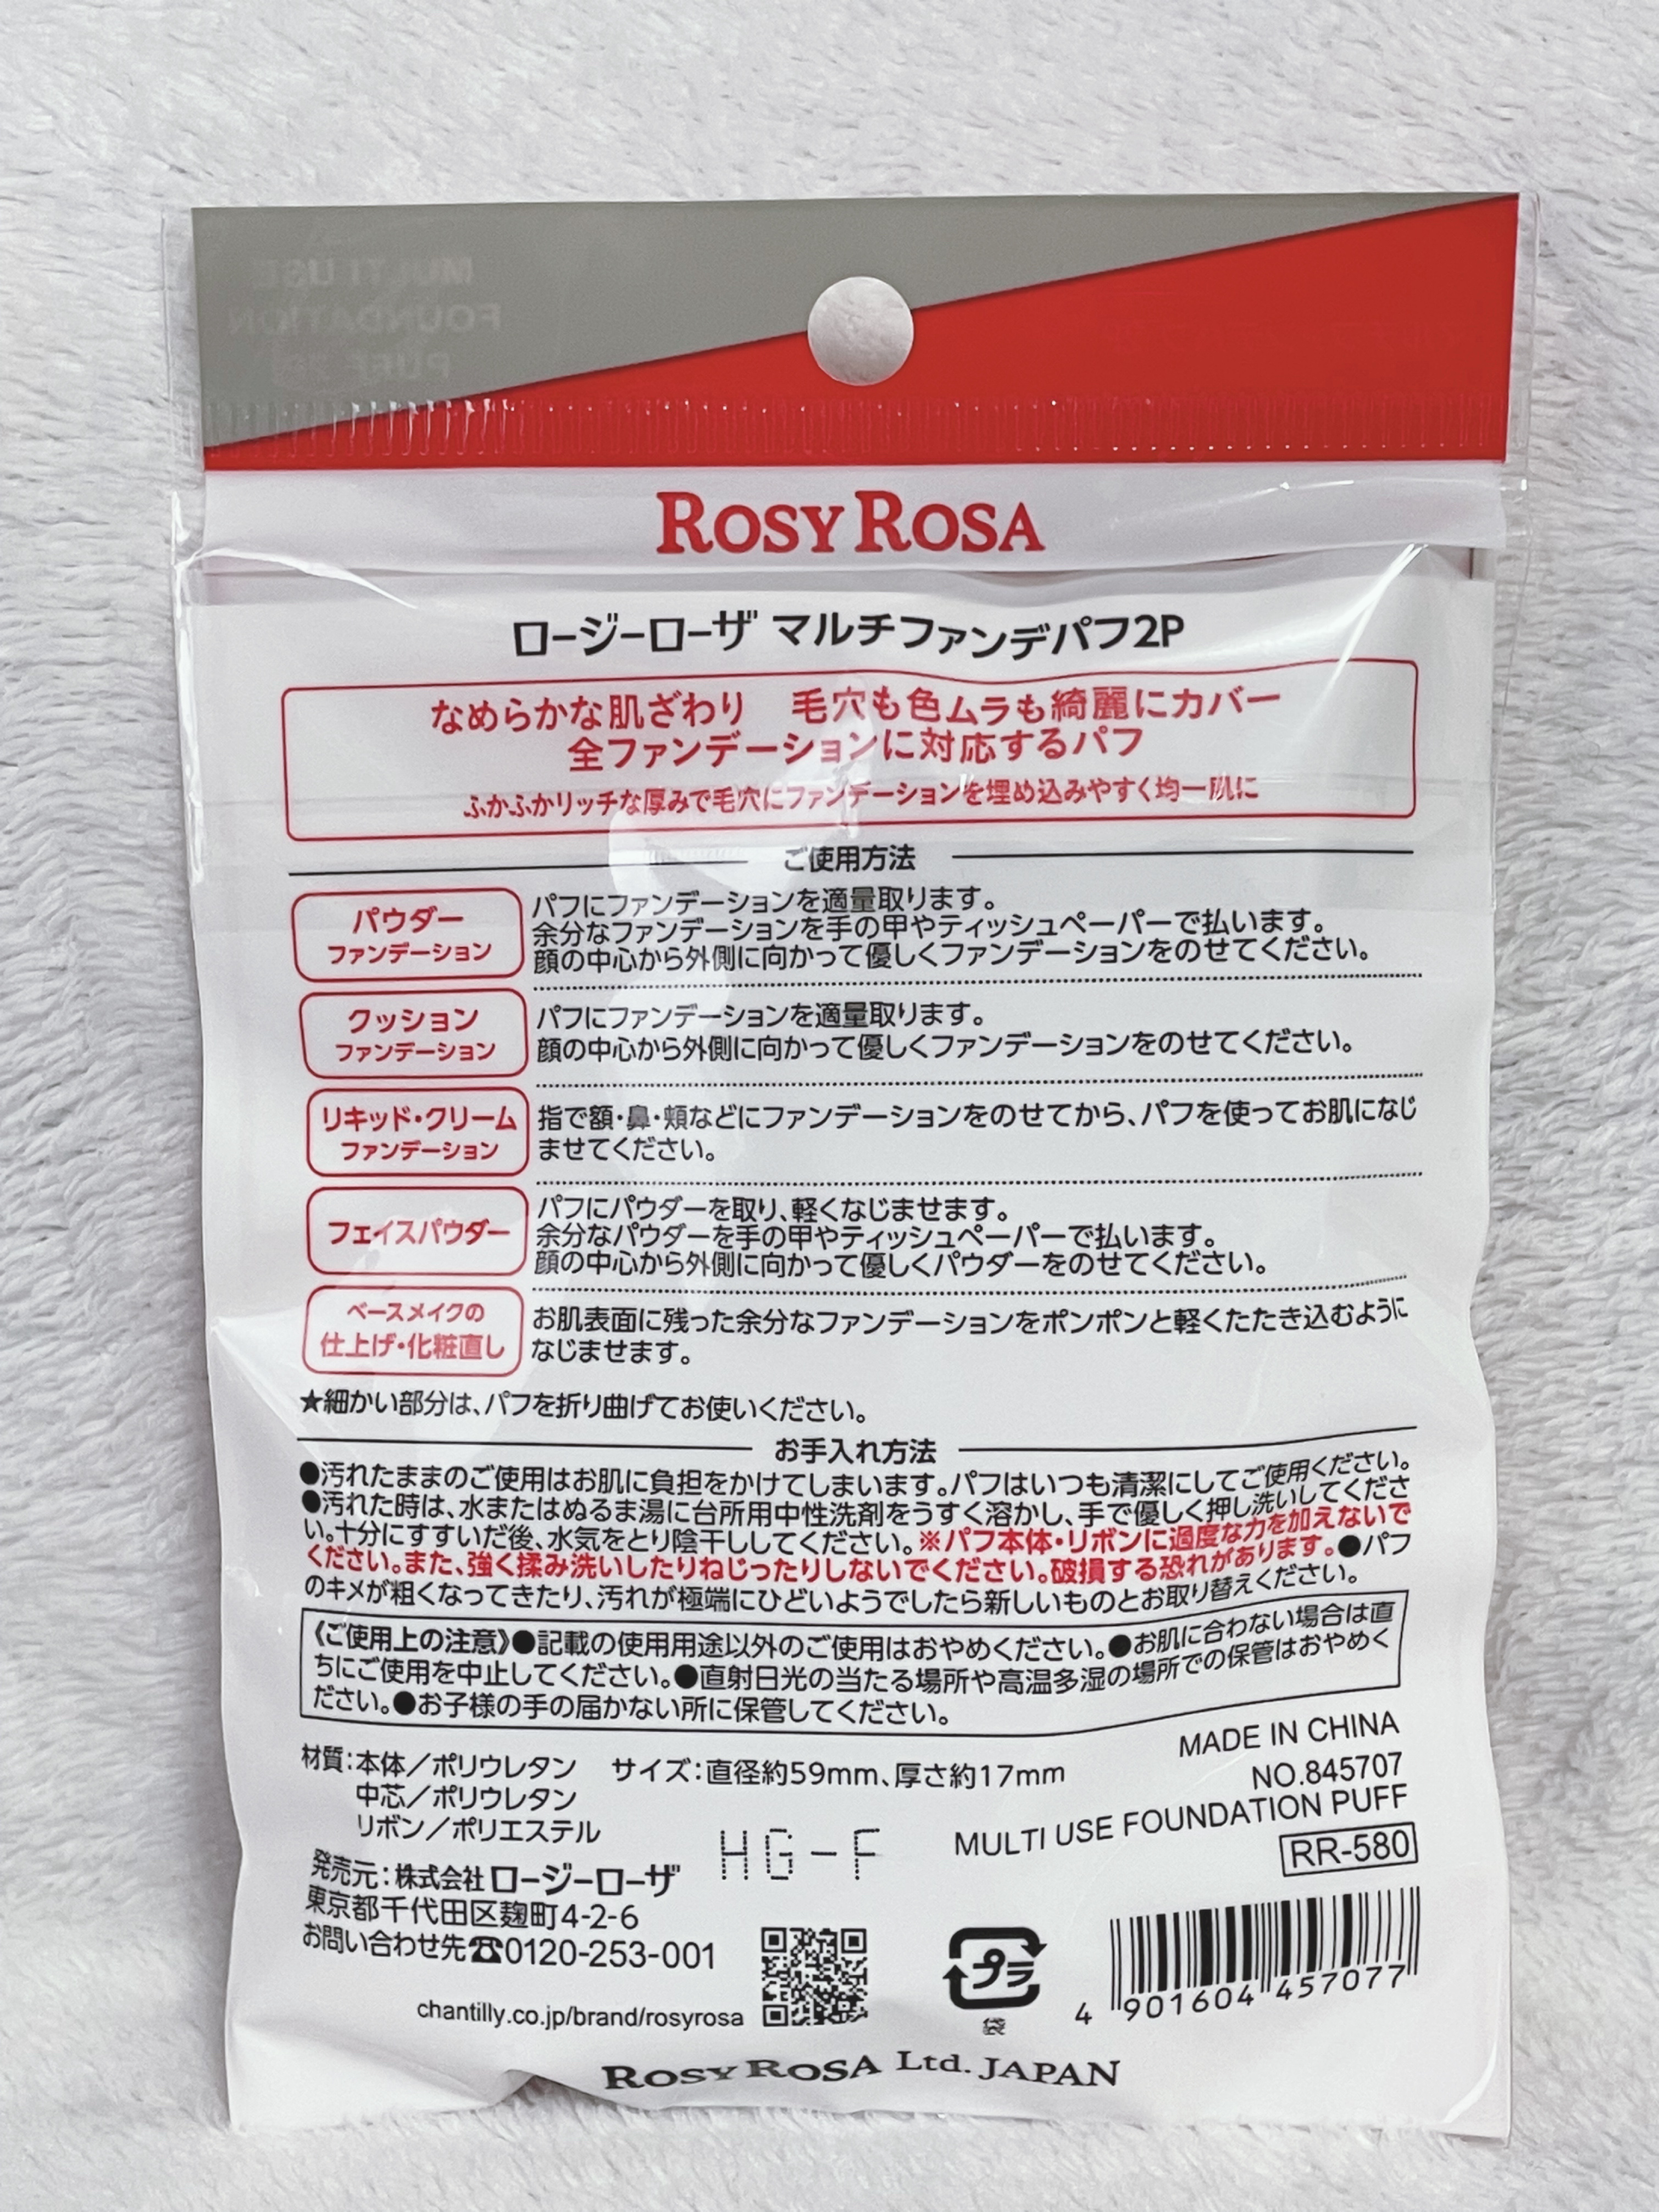 ROSY ROSA
ロージーローザ マルチファンデパフ2P
なめらかな肌ざわり 毛穴も色ムラも綺麗にカバー
全ファンデーションに対応するパフ
ふかふかリッチな厚みで毛穴にファンデーションを埋め込みやすく均一肌に
ご使用方法
パウダー
ファンデーション
パフにファンデーションを適量取ります。
余分なファンデーションを手の甲やティッシュペーパーで払います。
顔の中心から外側に向かって優しくファンデーションをのせてください。
クッション
ファンデーション
パフにファンデーションを適量取ります。
顔の中心から外側に向かって優しくファンデーションをのせてください。
リキッド・クリーム
ファンデーション
指で額・鼻・頬などにファンデーションをのせてから、パフを使ってお肌になじ
ませてください。
フェイスパウダー
パフにパウダーを取り、軽くなじませます。
余分なパウダーを手の甲やティッシュペーパーで払います。
顔の中心から外側に向かって優しくパウダーをのせてください。
ベースメイクの
仕上げ・化粧直し
お肌表面に残った余分なファンデーションをポンポンと軽くたたき込むように
なじませます。
★細かい部分は、パフを折り曲げてお使いください。
お手入れ方法
●汚れたままのご使用はお肌に負担をかけてしまいます。パフはいつも清潔にしてご使用ください。
●汚れた時は、水またはぬるま湯に台所用中性洗剤をうすく溶かし、手で優しく押し洗いしてくださ
い。十分にすすいだ後、水気をとり陰干ししてください。※パフ本体・リボンに過度な力を加えないで
ください。また、強く揉み洗いしたりねじったりしないでください。破損する恐れがあります。●パフ
のキメが粗くなってきたり、汚れが極端にひどいようでしたら新しいものとお取り替えください。
《ご使用上の注意》●記載の使用用途以外のご使用はおやめください。●お肌に合わない場合は直
ちにご使用を中止してください。●直射日光の当たる場所や高温多湿の場所での保管はおやめく
ださい。●お子様の手の届かない所に保管してください。
材質：本体／ポリウレタン サイズ：直径約59mm、厚さ約17mm
中芯／ポリウレタン
リボン／ポリエステル
MADE IN CHINA
NO.845707
MULTI USE FOUNDATION PUFF
RR-580
HG-F
発売元：株式会社ロージーローザ
東京都千代田区麹町4-2-6
お問い合わせ先☎0120-253-001
chantilly.co.jp/brand/rosyrosa
プラ
袋
4 901604 457077
ROSY ROSA Ltd. JAPAN